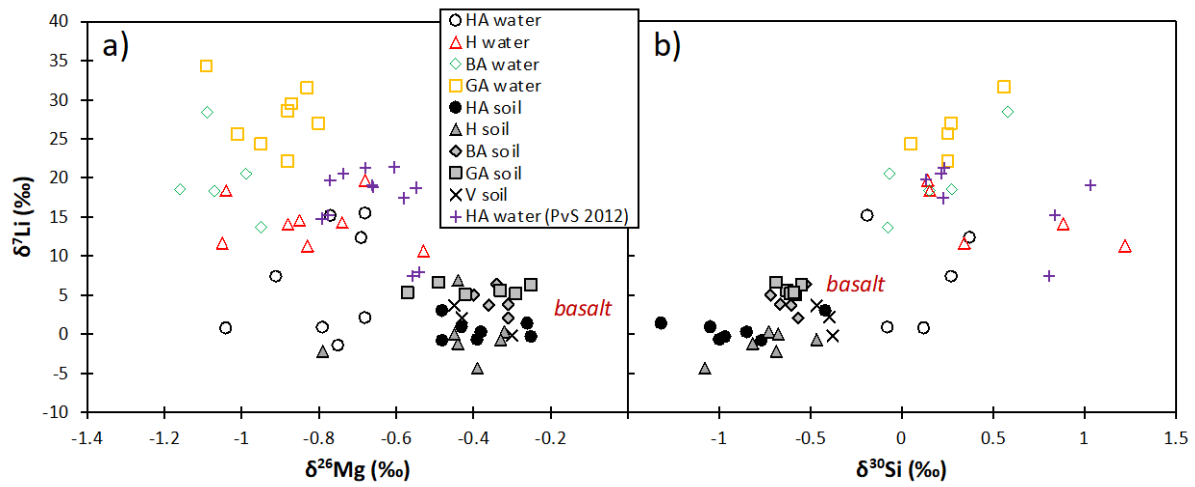 a)
b)
HA water
H water
BA water
GA water
HA soil
H soil
BA soil
GA soil
V soil
HA water (PvS 2012)
basalt
basalt
δ⁷Li (‰)
40
35
30
25
20
15
10
5
0
-5
-10
-1.4 -1.2 -1 -0.8 -0.6 -0.4 -0.2
-1 -0.5 0 0.5 1 1.5
δ²⁶Mg (‰)
δ³⁰Si (‰)